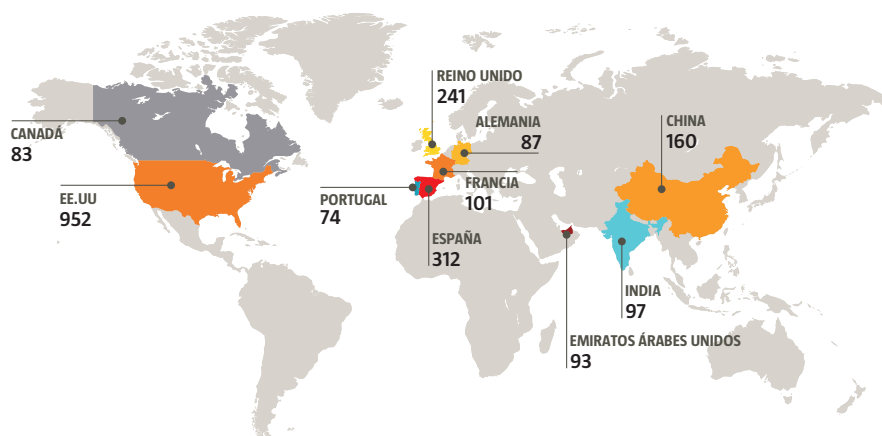 REINO UNIDO
241
ALEMANIA
87
CHINA
160
CANADÁ
83
EE.UU
952
PORTUGAL
74
FRANCIA
101
ESPAÑA
312
INDIA
97
EMIRATOS ÁRABES UNIDOS
93